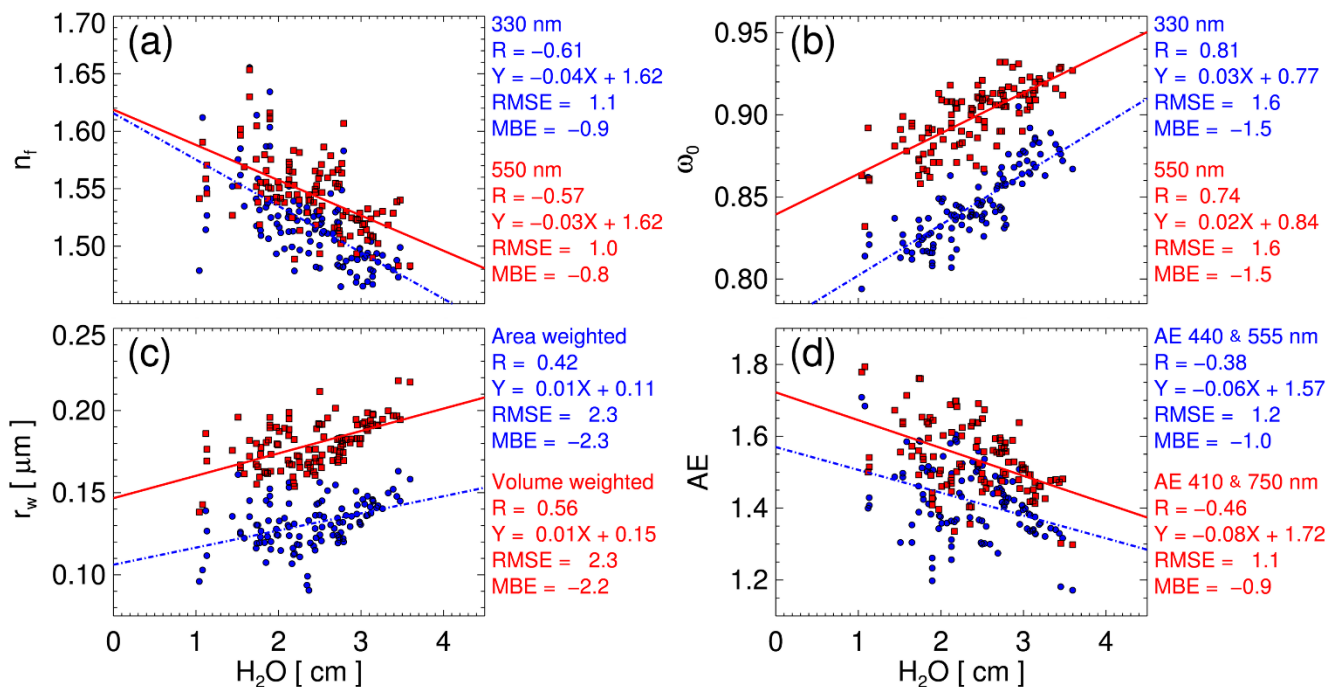 (a)
1.70
1.65
1.60
1.55
1.50
n_f
330 nm
R = −0.61
Y = −0.04X + 1.62
RMSE = 1.1
MBE = −0.9
550 nm
R = −0.57
Y = −0.03X + 1.62
RMSE = 1.0
MBE = −0.8
(b)
0.95
0.90
0.85
0.80
ω_0
330 nm
R = 0.81
Y = 0.03X + 0.77
RMSE = 1.6
MBE = −1.5
550 nm
R = 0.74
Y = 0.02X + 0.84
RMSE = 1.6
MBE = −1.5
(c)
0.25
0.20
0.15
0.10
r_w [ μm ]
0 1 2 3 4
H₂O [ cm ]
Area weighted
R = 0.42
Y = 0.01X + 0.11
RMSE = 2.3
MBE = −2.3
Volume weighted
R = 0.56
Y = 0.01X + 0.15
RMSE = 2.3
MBE = −2.2
(d)
1.8
1.6
1.4
1.2
AE
0 1 2 3 4
H₂O [ cm ]
AE 440 & 555 nm
R = −0.38
Y = −0.06X + 1.57
RMSE = 1.2
MBE = −1.0
AE 410 & 750 nm
R = −0.46
Y = −0.08X + 1.72
RMSE = 1.1
MBE = −0.9